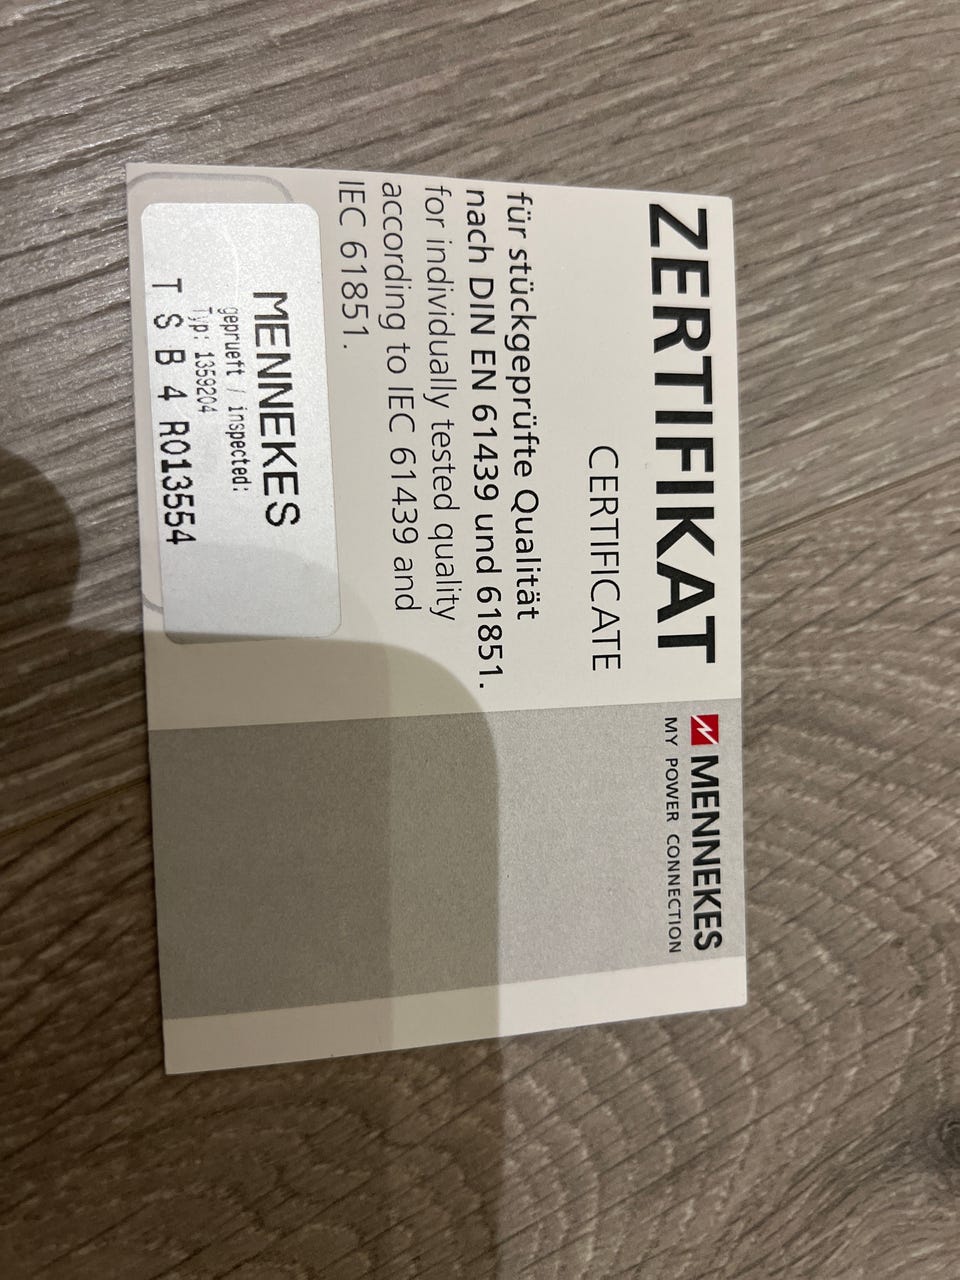 ZERTIFIKAT
MENNEKES
MY POWER CONNECTION
CERTIFICATE
für stückgeprüfte Qualität
nach DIN EN 61439 und 61851.
for individually tested quality
according to IEC 61439 and
IEC 61851.
MENNEKES
geprueft / inspected:
Typ: 1359204
T S B 4 R013554